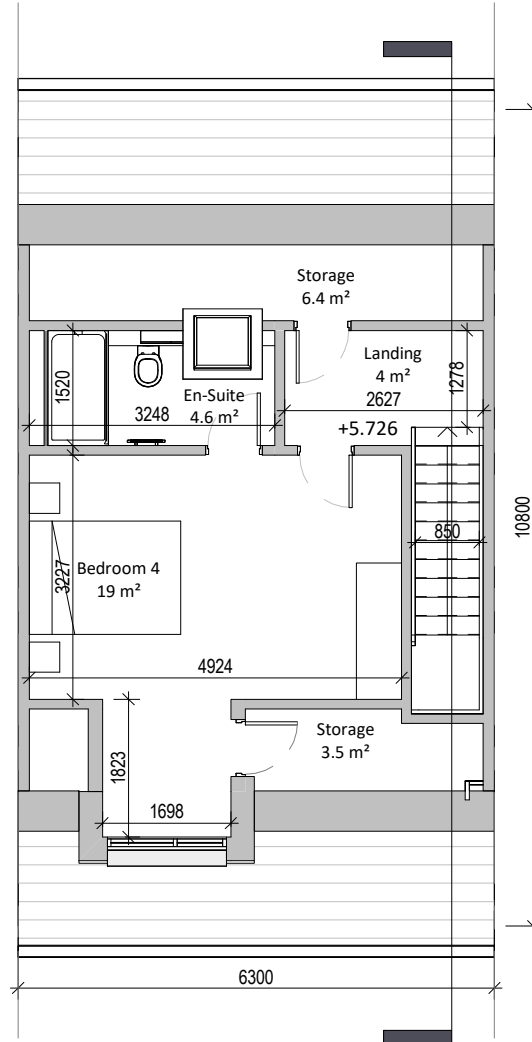 Storage
6.4 m²
Landing
4 m²
1278
2627
+5.726
En-Suite
4.6 m²
1520
3248
10800
850
Bedroom 4
19 m²
3227
4924
Storage
3.5 m²
1823
1698
6300